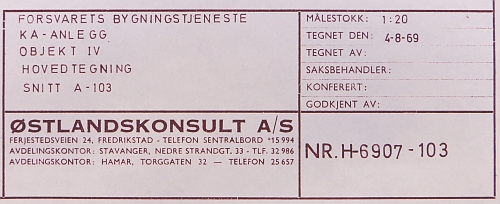 FORSVARETS BYGNINGSTJENESTE
KA-ANLEGG
OBJEKT IV
HOVEDTEGNING
SNITT A-103
MÅLESTOKK: 1:20
TEGNET DEN: 4-8-69
TEGNET AV:
SAKSBEHANDLER:
KONFERERT:
GODKJENT AV:
ØSTLANDSKONSULT A/S
FERJESTEDSVEIEN 24, FREDRIKSTAD - TELEFON SENTRALBORD *15 994
AVDELINGSKONTOR: STAVANGER, NEDRE STRANDGT. 33 - TLF. 32 986
AVDELINGSKONTOR: HAMAR, TORGGATEN 32 — TELEFON 25 657
NR. H-6907-103